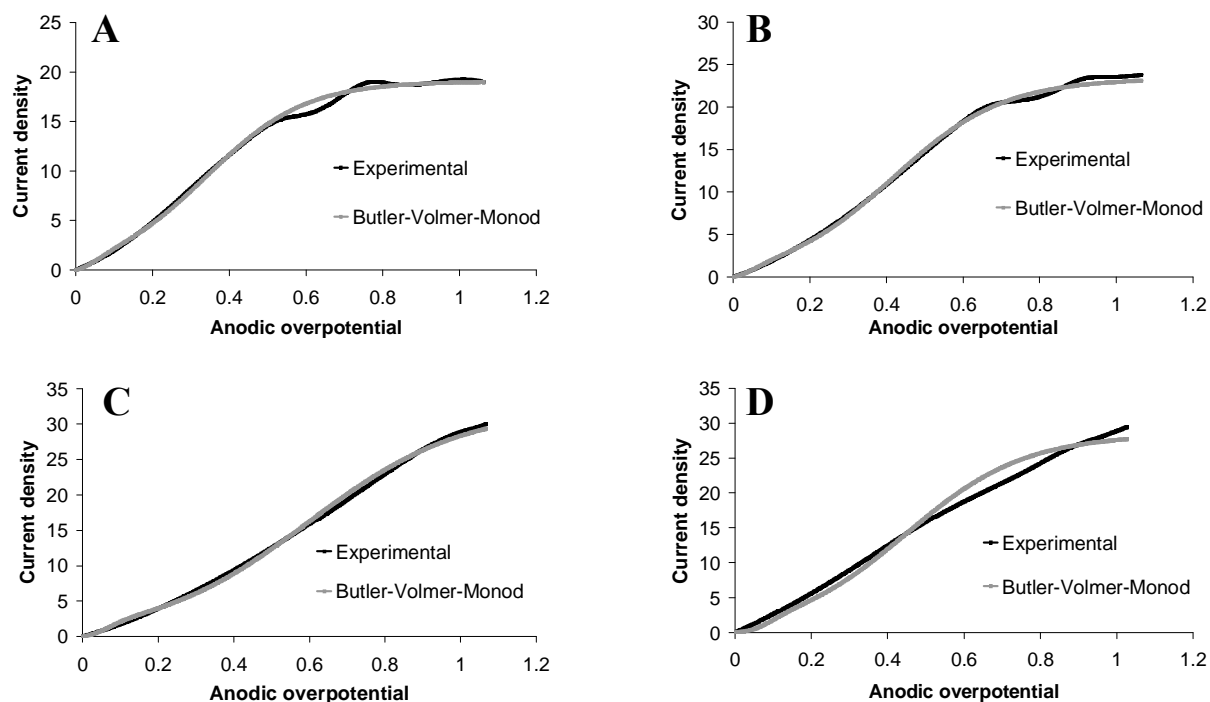 A
Current density
25
20
15
10
5
0
0 0.2 0.4 0.6 0.8 1 1.2
Anodic overpotential
Experimental
Butler-Volmer-Monod
B
Current density
30
25
20
15
10
5
0
0 0.2 0.4 0.6 0.8 1 1.2
Anodic overpotential
Experimental
Butler-Volmer-Monod
C
Current density
35
30
25
20
15
10
5
0
0 0.2 0.4 0.6 0.8 1 1.2
Anodic overpotential
Experimental
Butler-Volmer-Monod
D
Current density
35
30
25
20
15
10
5
0
0 0.2 0.4 0.6 0.8 1 1.2
Anodic overpotential
Experimental
Butler-Volmer-Monod